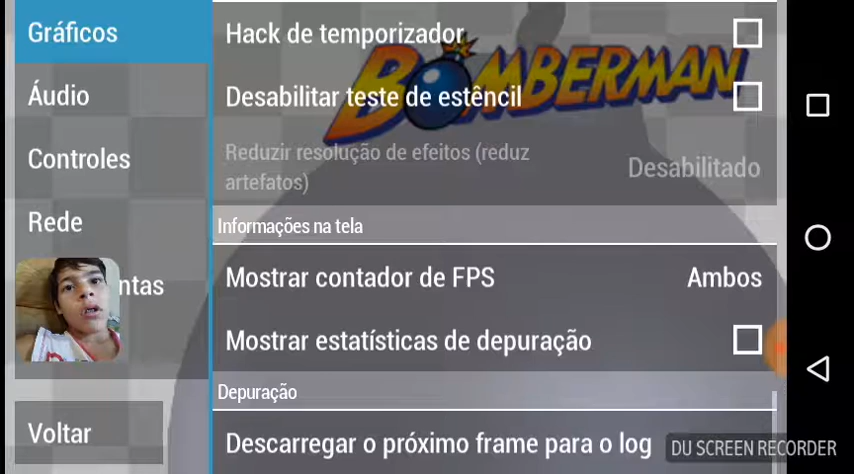 Gráficos
Áudio
Controles
Rede
ntas
Voltar
BOMBERMAN
Hack de temporizador
Desabilitar teste de estêncil
Reduzir resolução de efeitos (reduz
artefatos)
Desabilitado
Informações na tela
Mostrar contador de FPS
Ambos
Mostrar estatísticas de depuração
Depuração
Descarregar o próximo frame para o log
DU SCREEN RECORDER